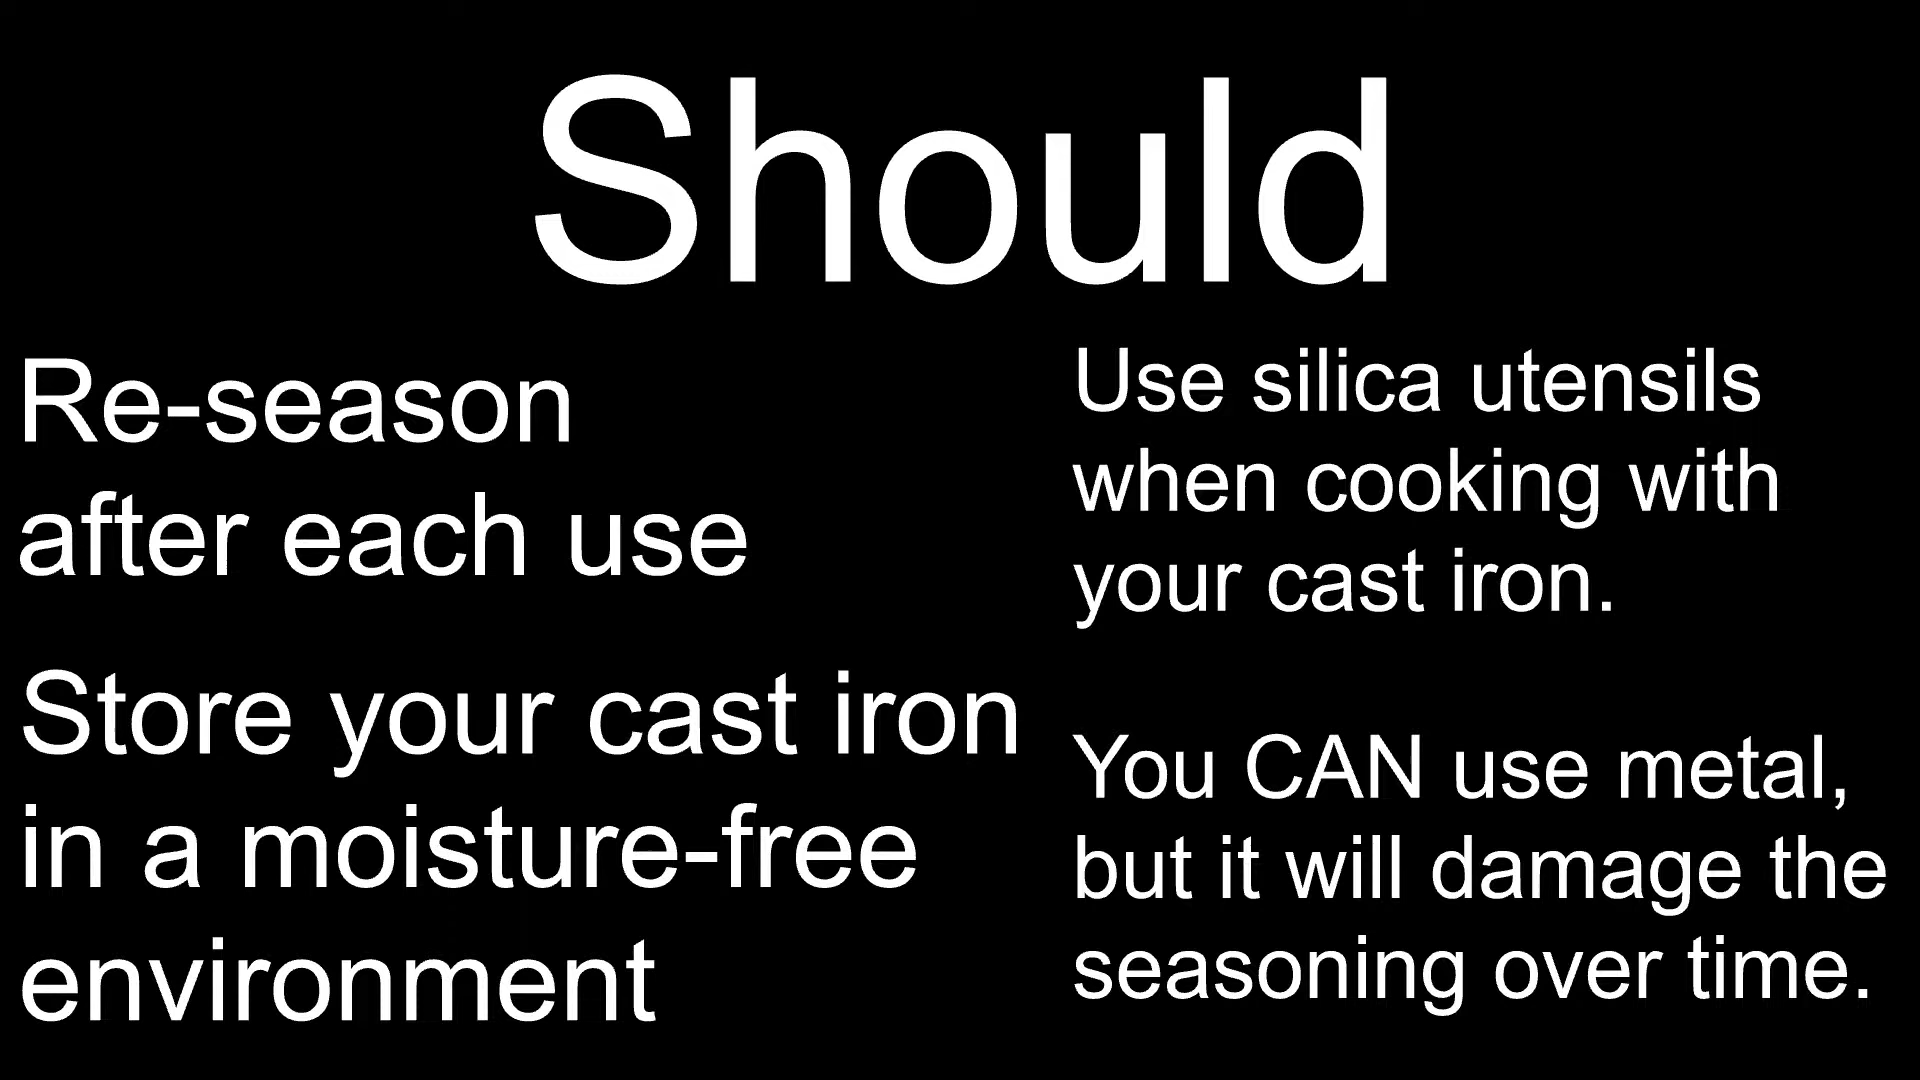 Should
Re-season
after each use
Store your cast iron
in a moisture-free
environment
Use silica utensils
when cooking with
your cast iron.
You CAN use metal,
but it will damage the
seasoning over time.